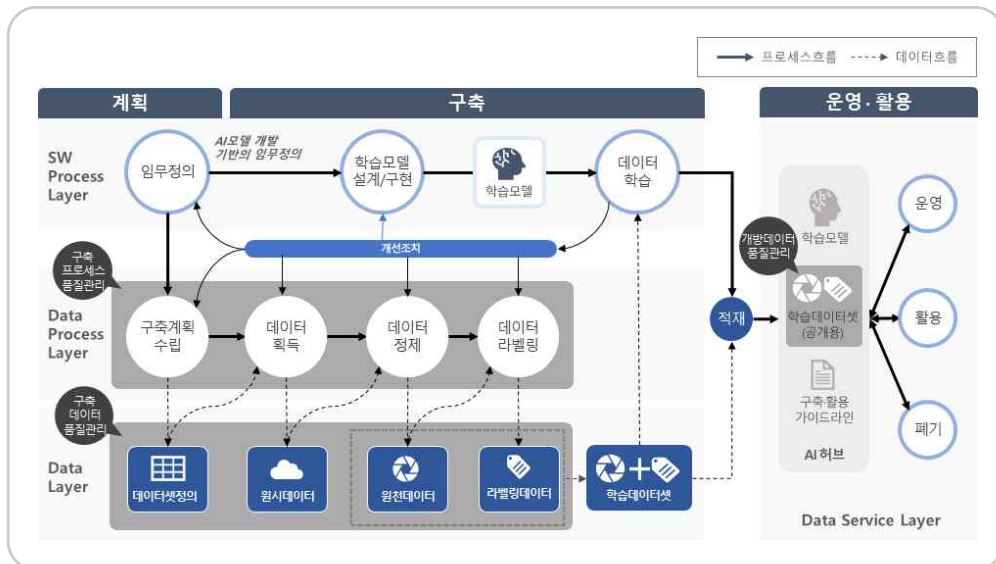 프로세스흐름
데이터흐름
계획
구축
운영·활용
SW
Process
Layer
임무정의
AI모델 개발
기반의 임무정의
학습모델
설계/구현
학습모델
데이터
학습
개선조치
구축
프로세스
품질관리
Data
Process
Layer
구축계획
수립
데이터
획득
데이터
정제
데이터
라벨링
구축
데이터
품질관리
Data
Layer
데이터셋정의
원시데이터
원천데이터
라벨링데이터
학습데이터셋
적재
개방데이터
품질관리
학습모델
학습데이터셋
(공개용)
구축·활용
가이드라인
AI 허브
운영
활용
폐기
Data Service Layer